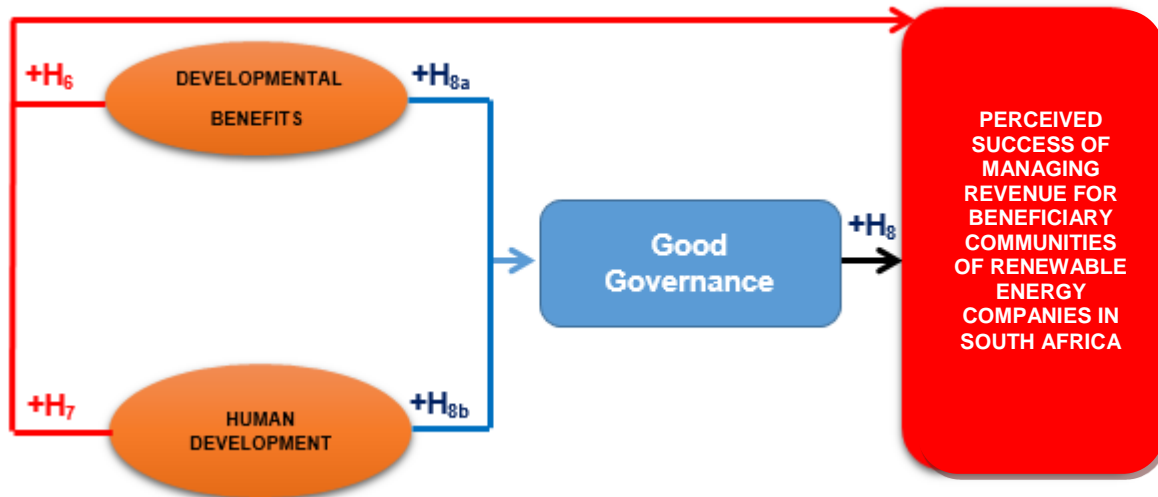 +H6
DEVELOPMENTAL
BENEFITS
+H8a
PERCEIVED
SUCCESS OF
MANAGING
REVENUE FOR
BENEFICIARY
COMMUNITIES
OF RENEWABLE
ENERGY
COMPANIES IN
SOUTH AFRICA
Good
Governance
+H8
+H7
HUMAN
DEVELOPMENT
+H8b